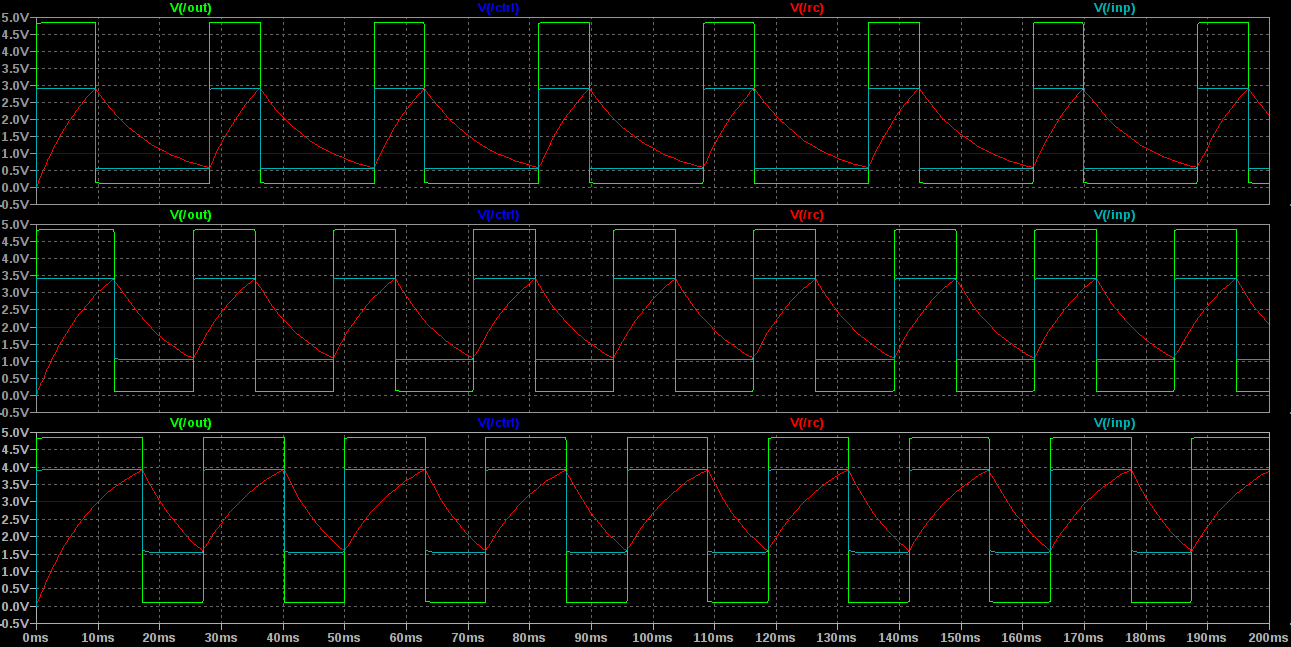 V(/out) V(/ctrl) V(/rc) V(/inp)
5.0V
4.5V
4.0V
3.5V
3.0V
2.5V
2.0V
1.5V
1.0V
0.5V
0.0V
-0.5V
V(/out) V(/ctrl) V(/rc) V(/inp)
5.0V
4.5V
4.0V
3.5V
3.0V
2.5V
2.0V
1.5V
1.0V
0.5V
0.0V
-0.5V
V(/out) V(/ctrl) V(/rc) V(/inp)
5.0V
4.5V
4.0V
3.5V
3.0V
2.5V
2.0V
1.5V
1.0V
0.5V
0.0V
-0.5V
0ms 10ms 20ms 30ms 40ms 50ms 60ms 70ms 80ms 90ms 100ms 110ms 120ms 130ms 140ms 150ms 160ms 170ms 180ms 190ms 200ms